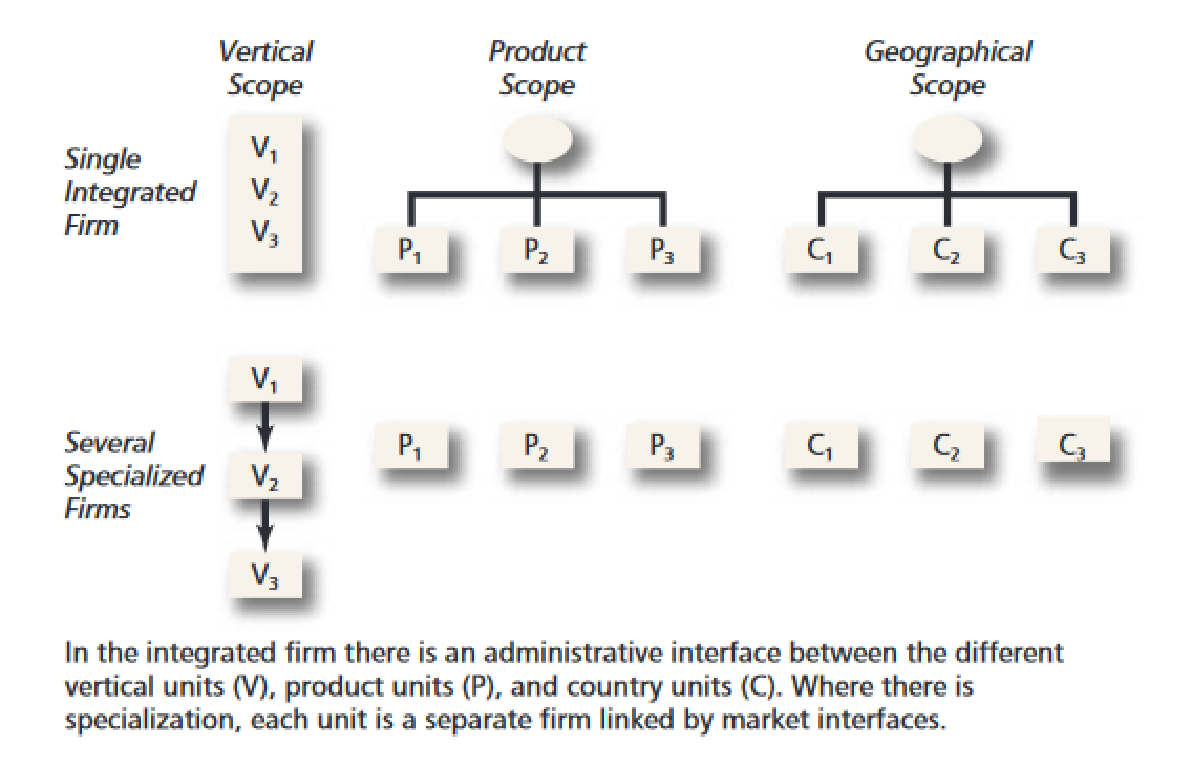 Vertical
Scope
Product
Scope
Geographical
Scope
Single
Integrated
Firm
V₁
V₂
V₃
P₁
P₂
P₃
C₁
C₂
C₃
Several
Specialized
Firms
V₁
V₂
V₃
P₁
P₂
P₃
C₁
C₂
C₃
In the integrated firm there is an administrative interface between the different
vertical units (V), product units (P), and country units (C). Where there is
specialization, each unit is a separate firm linked by market interfaces.